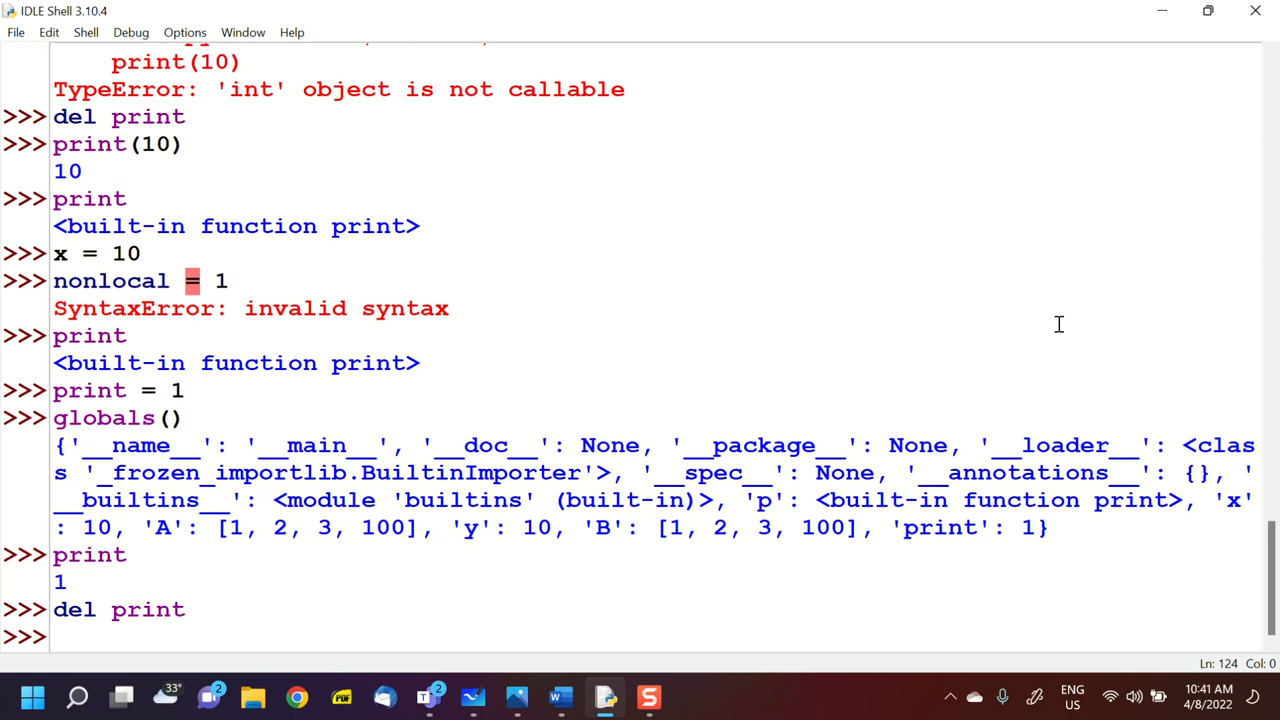 IDLE Shell 3.10.4
File Edit Shell Debug Options Window Help
print(10)
TypeError: 'int' object is not callable
>>> del print
>>> print(10)
10
>>> print
<built-in function print>
>>> x = 10
>>> nonlocal = 1
SyntaxError: invalid syntax
>>> print
<built-in function print>
>>> print = 1
>>> globals()
{'__name__': '__main__', '__doc__': None, '__package__': None, '__loader__': <clas
s '_frozen_importlib.BuiltinImporter'>, '__spec__': None, '__annotations__': {}, '
__builtins__': <module 'builtins' (built-in)>, 'p': <built-in function print>, 'x'
: 10, 'A': [1, 2, 3, 100], 'y': 10, 'B': [1, 2, 3, 100], 'print': 1}
>>> print
1
>>> del print
>>>
Ln: 124 Col: 0
33° 2 PDF 2 W S ENG US 10:41 AM 4/8/2022